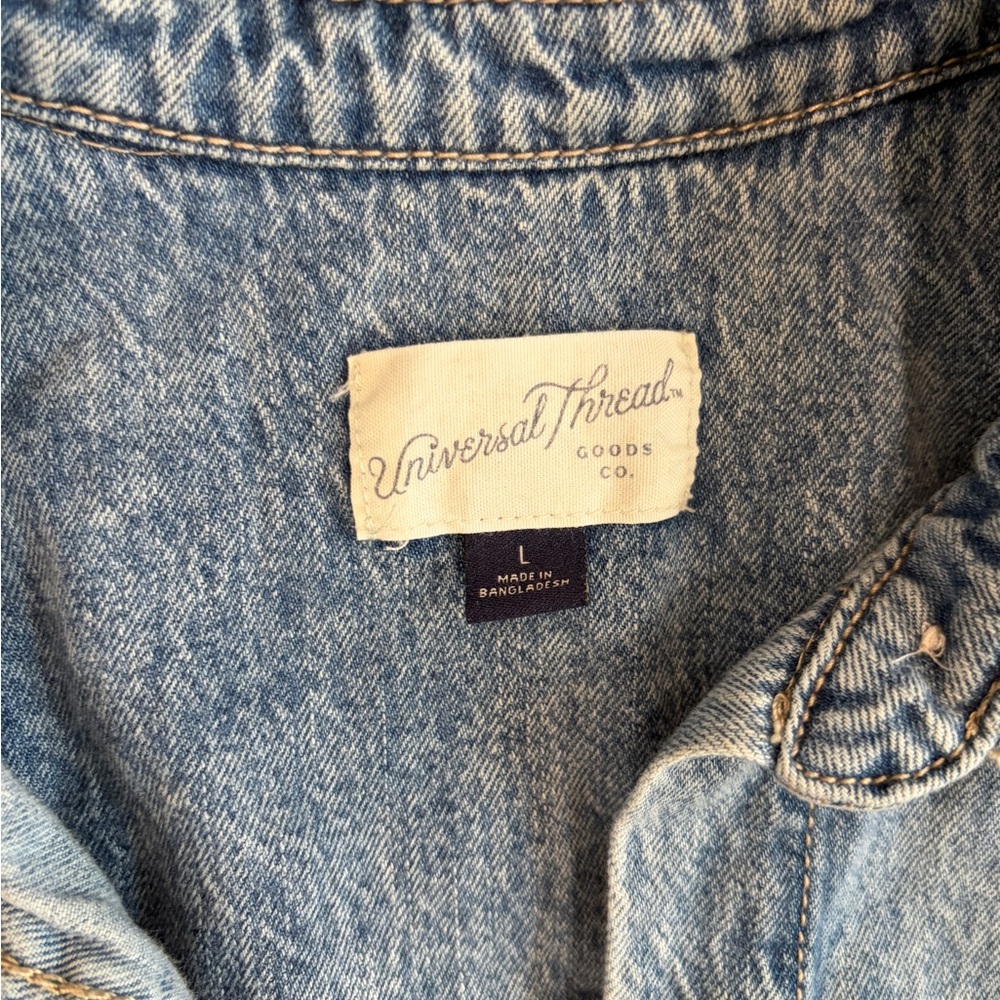 Universal Thread™
GOODS
CO.
L
MADE IN
BANGLADESH